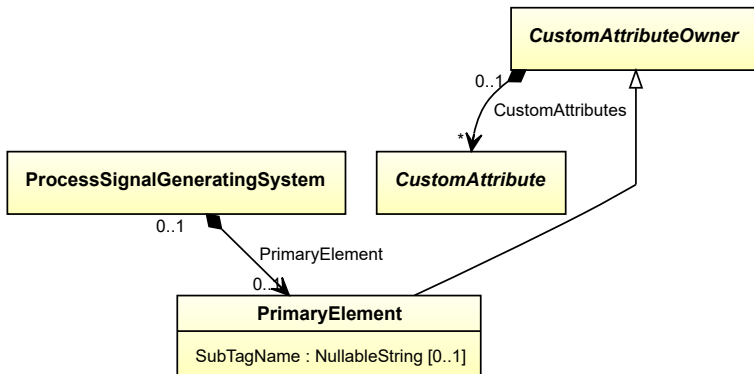 CustomAttributeOwner
0..1
CustomAttributes
*
ProcessSignalGeneratingSystem
CustomAttribute
0..1
PrimaryElement
0..1
PrimaryElement
SubTagName : NullableString [0..1]